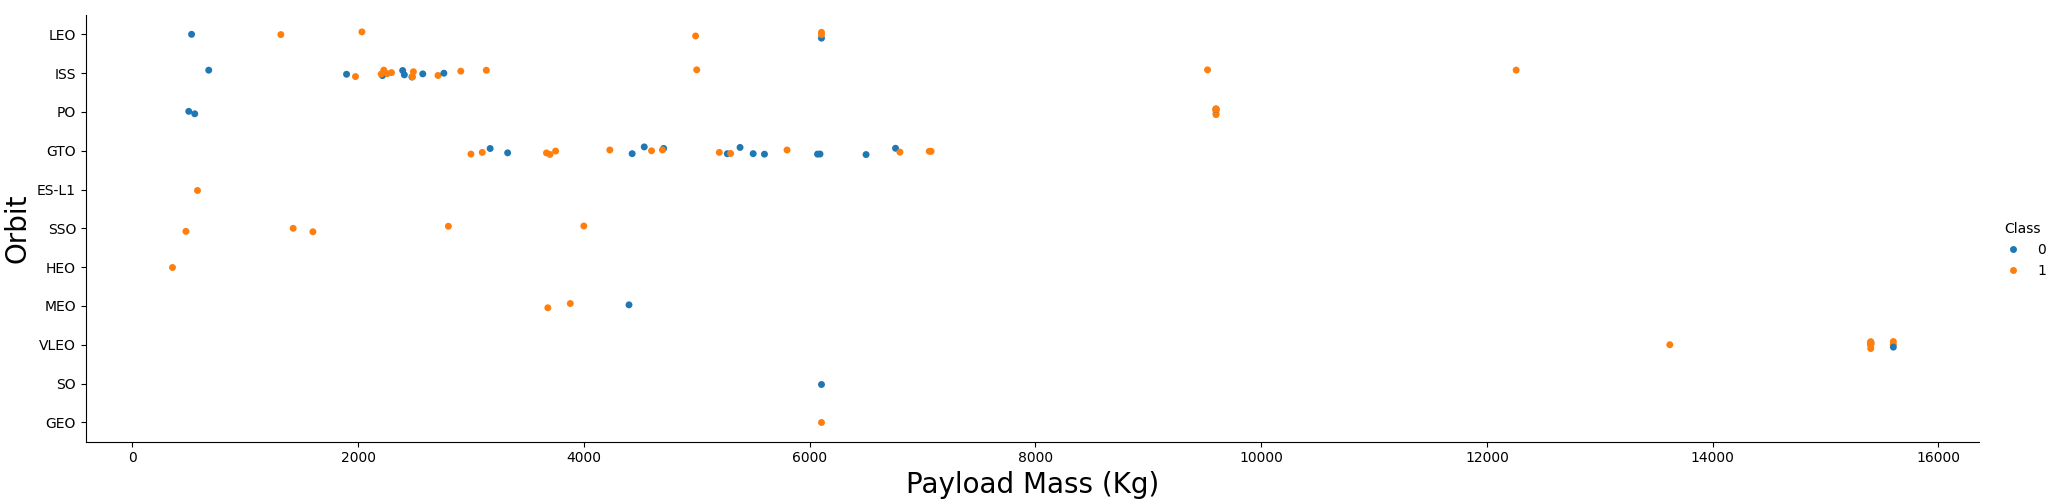 LEO
ISS
PO
GTO
ES-L1
SSO
HEO
MEO
VLEO
SO
GEO
Orbit
0 2000 4000 6000 8000 10000 12000 14000 16000
Payload Mass (Kg)
Class
0
1